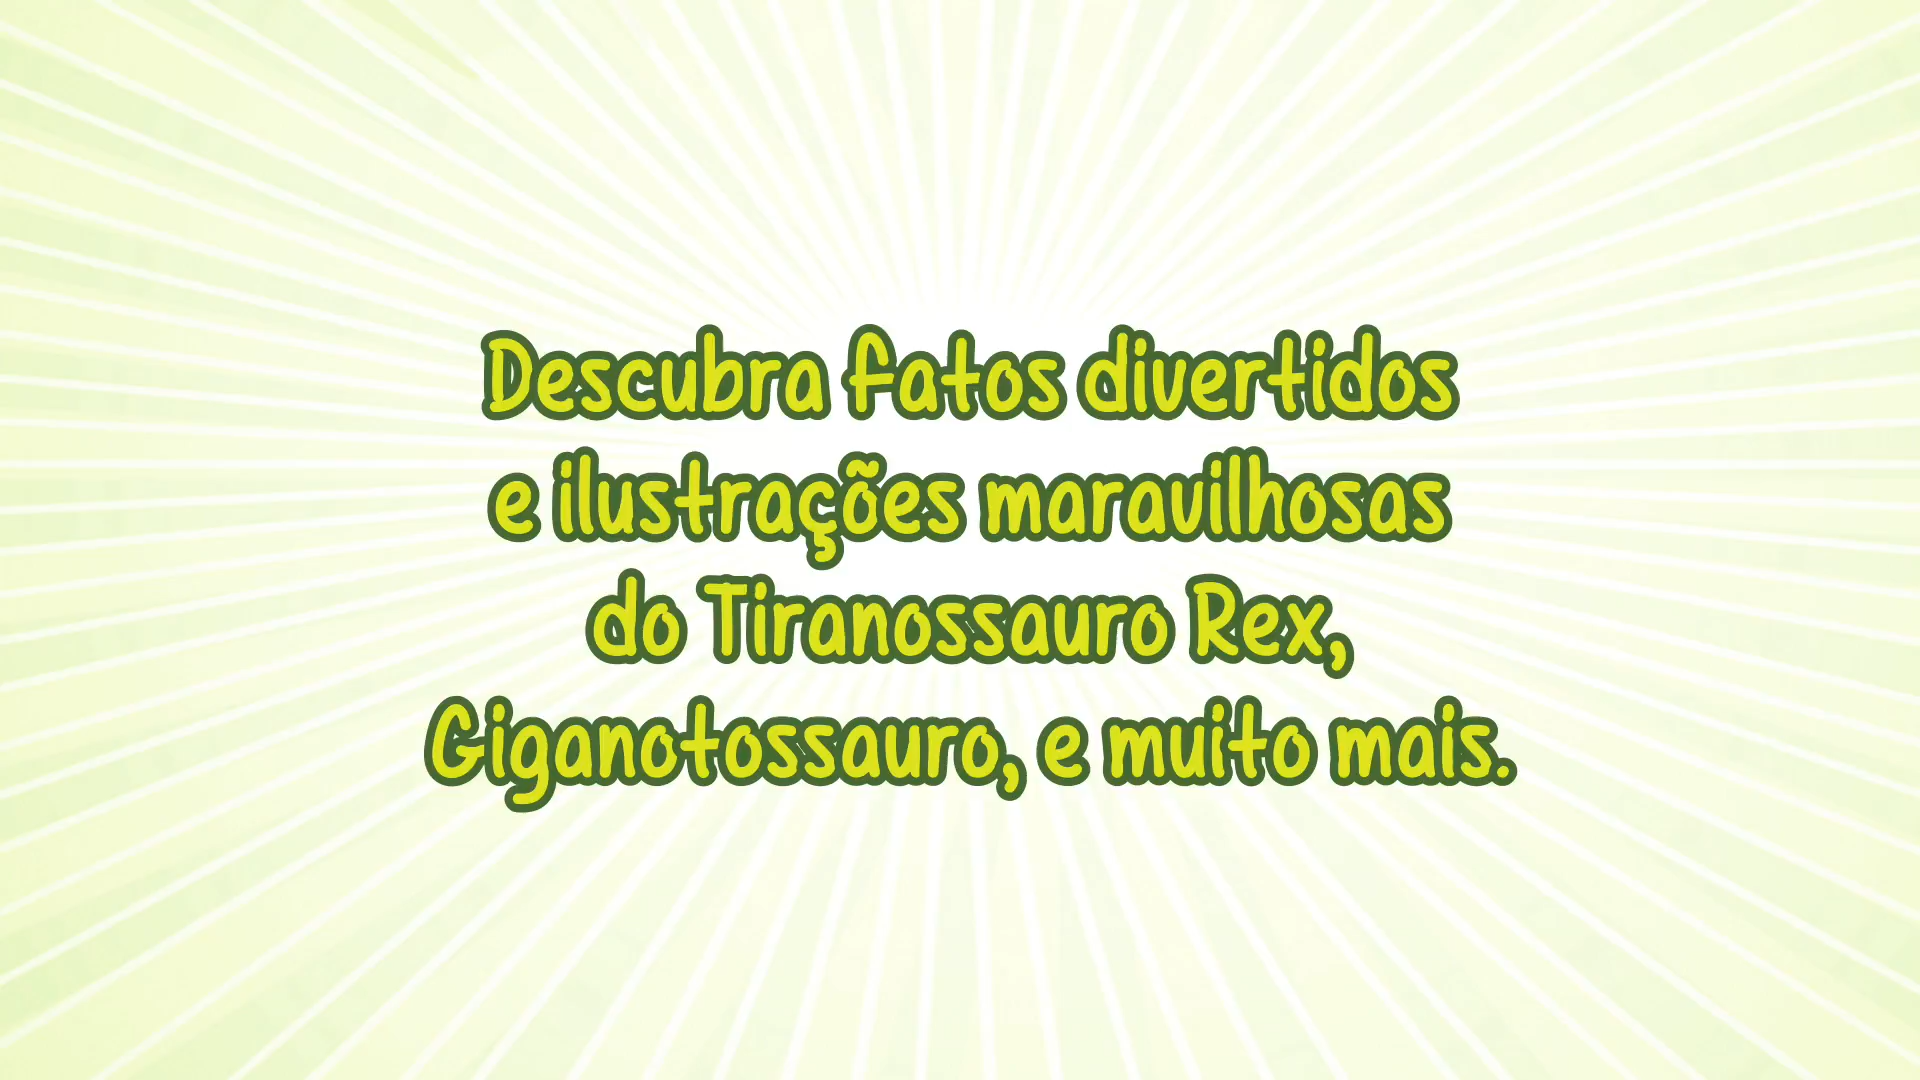 Descubra fatos divertidos
e ilustrações maravilhosas
do Tiranossauro Rex,
Giganotossauro, e muito mais.